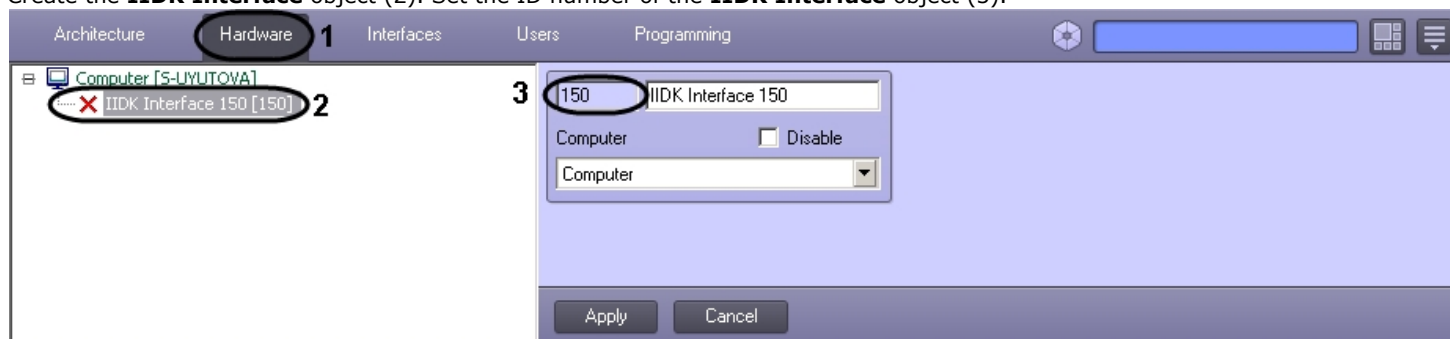 Create the IIDK Interface object (2). Set the ID number of the IIDK Interface object (3).
Architecture Hardware 1 Interfaces Users Programming
Computer [S-UYUTOVA]
IIDK Interface 150 [150] 2
3 150 IIDK Interface 150
Computer Disable
Computer
Apply Cancel